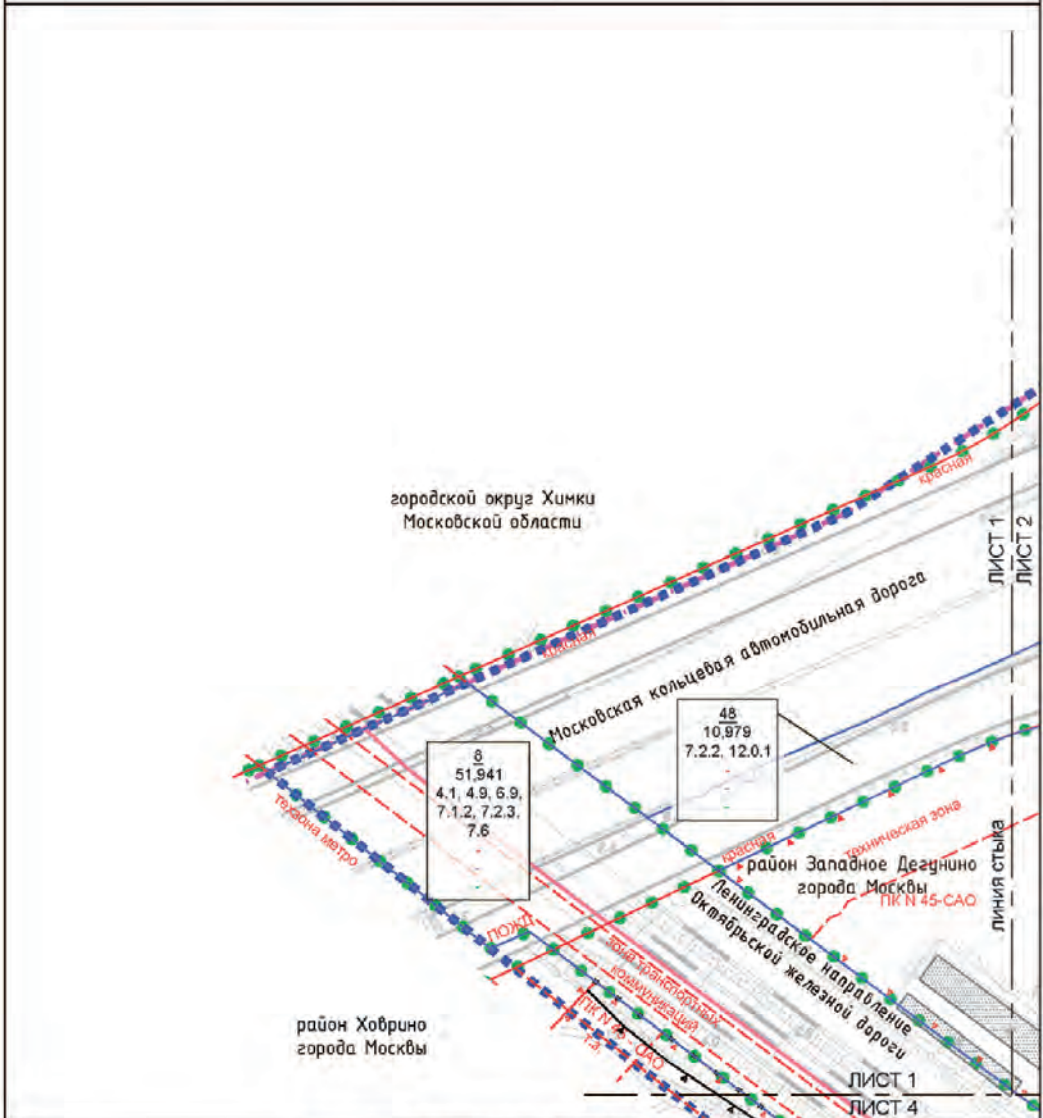 городской округ Химки
Московской области
красная
ЛИСТ 1
ЛИСТ 2
красная
Московская кольцевая автомобильная дорога
48
10,979
7.2.2, 12.0.1
-
-
8
51,941
4.1, 4.9, 6.9,
7.1.2, 7.2.3,
7.6
-
-
-
техзона метро
красная
техническая зона
район Западное Дегунино
города Москвы
ПК N 45-САО
линия стыка
Ленинградское направление
Октябрьской железной дороги
ПОЖД
зона транспортных
коммуникаций
САО
т.з.
район Ховрино
города Москвы
ЛИСТ 1
ЛИСТ 4